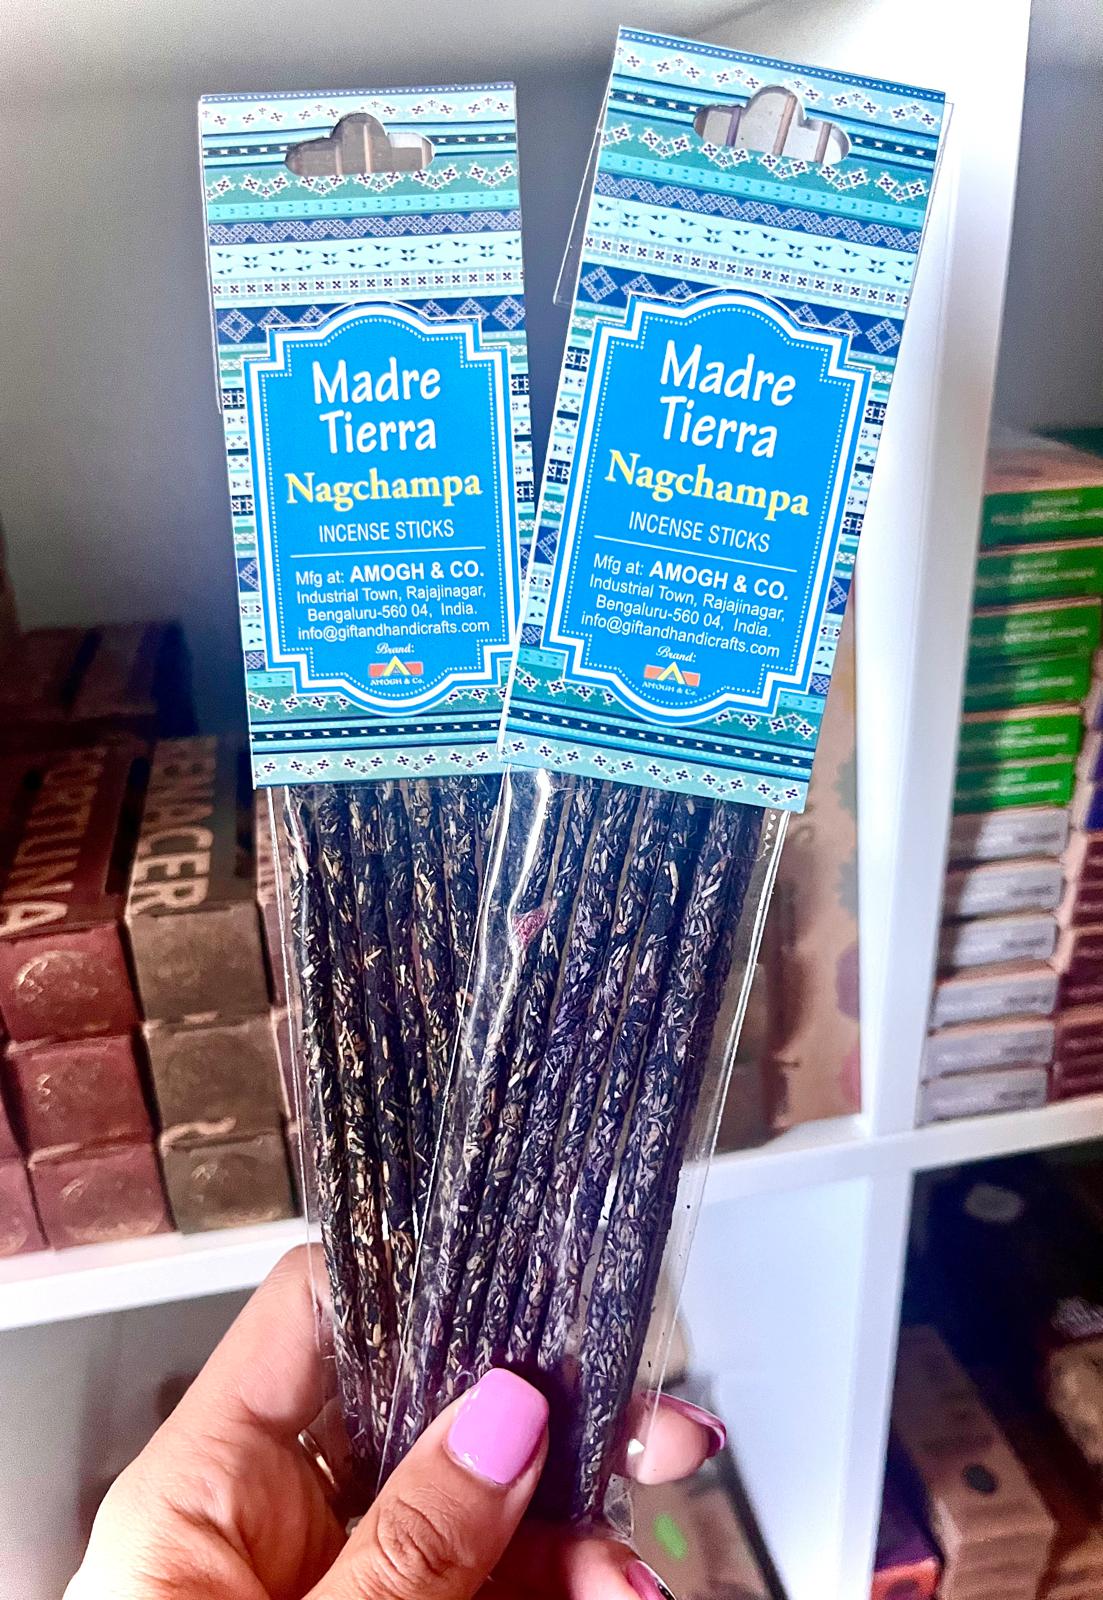 Madre
Tierra
Nagchampa
INCENSE STICKS
Mfg at: AMOGH & CO.
Industrial Town, Rajajinagar,
Bengaluru-560 04, India.
info@giftandhandicrafts.com
Brand:
AMOGH & Co.
Madre
Tierra
Nagchampa
INCENSE STICKS
Mfg at: AMOGH & CO.
Industrial Town, Rajajinagar,
Bengaluru-560 04, India.
info@giftandhandicrafts.com
Brand:
AMOGH & Co.
FORTUNA